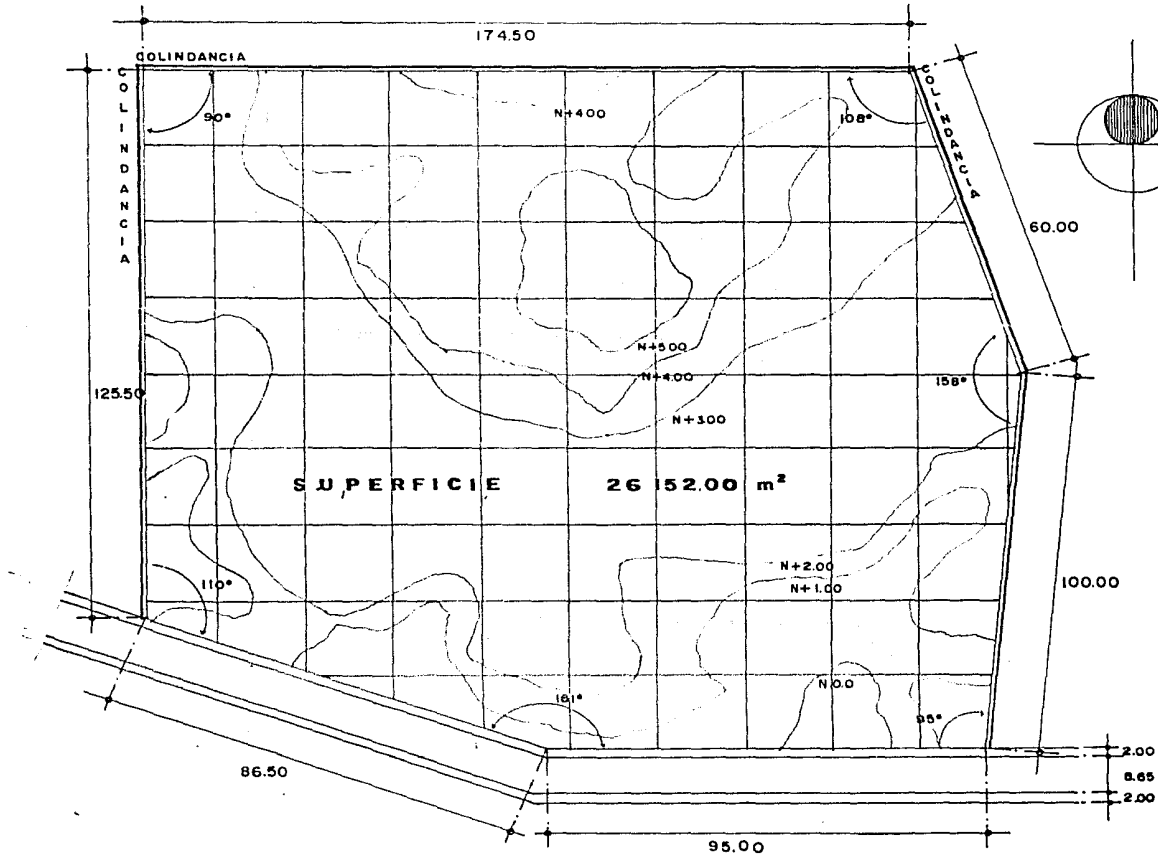 174.50
COLINDANCIA
COLINDANCIA
COLINDANCIA
90°
N+400
108°
60.00
N+500
N+4.00
125.50
158°
N+300
SUPERFICIE 26 152.00 m²
N+2.00
N+1.00
110°
100.00
N 0.0
161°
95°
2.00
8.65
2.00
86.50
95.00